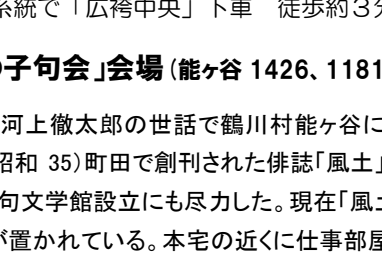 系統で「広袴中央」下車 徒歩約３分
の子句会」会場（能ヶ谷 1426、1181
河上徹太郎の世話で鶴川村能ヶ谷に
昭和 35）町田で創刊された俳誌「風土」
句文学館設立にも尽力した。現在「風土
が置かれている。本宅の近くに仕事部屋